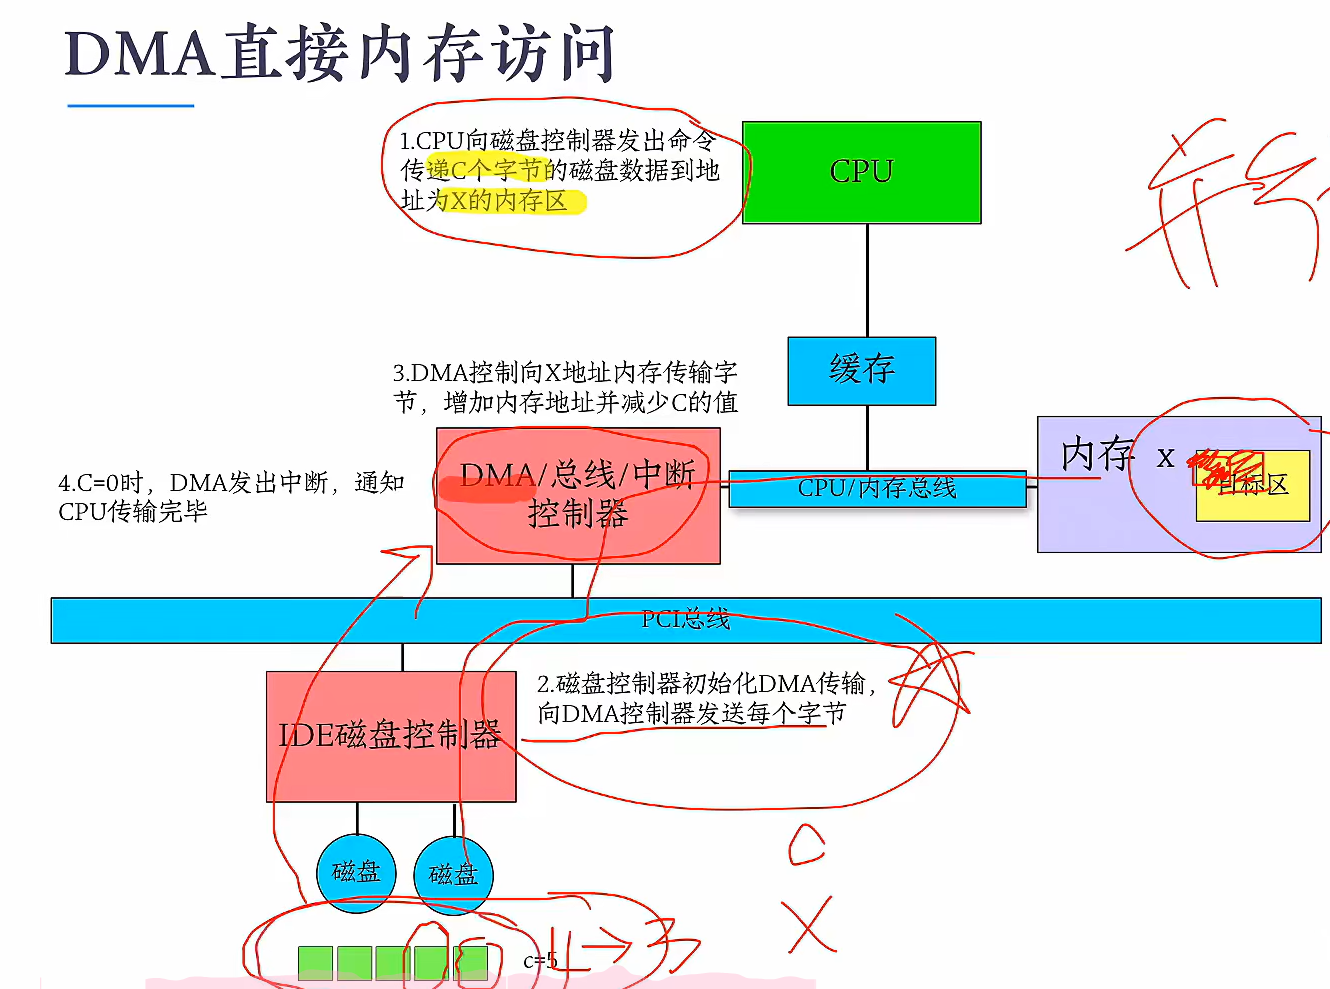 DMA直接内存访问
1.CPU向磁盘控制器发出命令
传递C个字节的磁盘数据到地
址为X的内存区
CPU
并行
缓存
3.DMA控制向X地址内存传输字
节，增加内存地址并减少C的值
内存 x
目标区
DMA/总线/中断
控制器
CPU/内存总线
4.C=0时，DMA发出中断，通知
CPU传输完毕
PCI总线
2.磁盘控制器初始化DMA传输，
向DMA控制器发送每个字节
IDE磁盘控制器
磁盘
磁盘
C
X
c=5
4→3